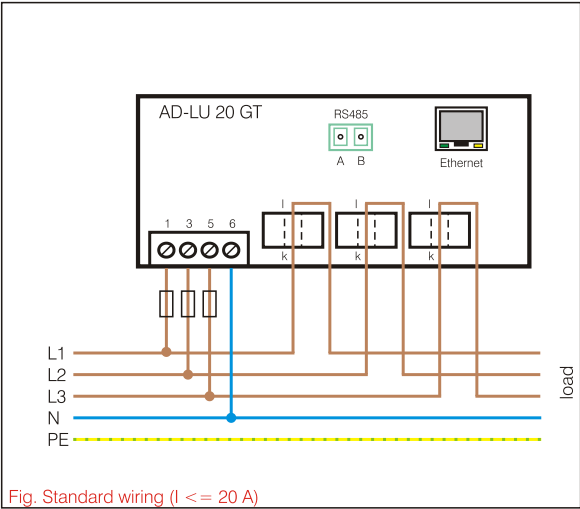 AD-LU 20 GT
RS485
A B
Ethernet
1 3 5 6
l l l
k k k
L1
L2
L3
N
PE
load
Fig. Standard wiring (I <= 20 A)